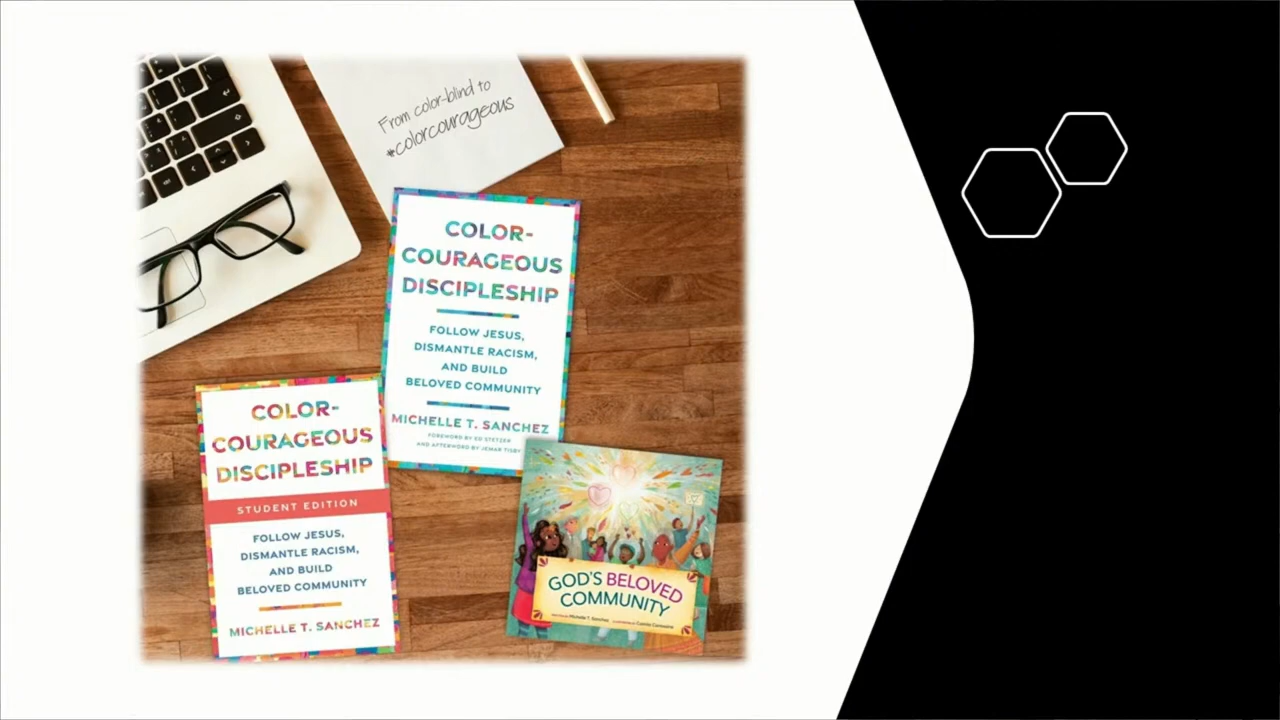 From color-blind to
#colorcourageous
COLOR-
COURAGEOUS
DISCIPLESHIP
FOLLOW JESUS,
DISMANTLE RACISM,
AND BUILD
BELOVED COMMUNITY
MICHELLE T. SANCHEZ
FOREWORD BY ED STETZER
AND AFTERWORD BY JEMAR TISBY
COLOR-
COURAGEOUS
DISCIPLESHIP
STUDENT EDITION
FOLLOW JESUS,
DISMANTLE RACISM,
AND BUILD
BELOVED COMMUNITY
MICHELLE T. SANCHEZ
GOD'S BELOVED
COMMUNITY
Michelle T. Sanchez